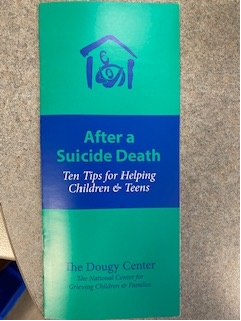 After a
Suicide Death
Ten Tips for Helping
Children & Teens
The Dougy Center
The National Center for
Grieving Children & Families